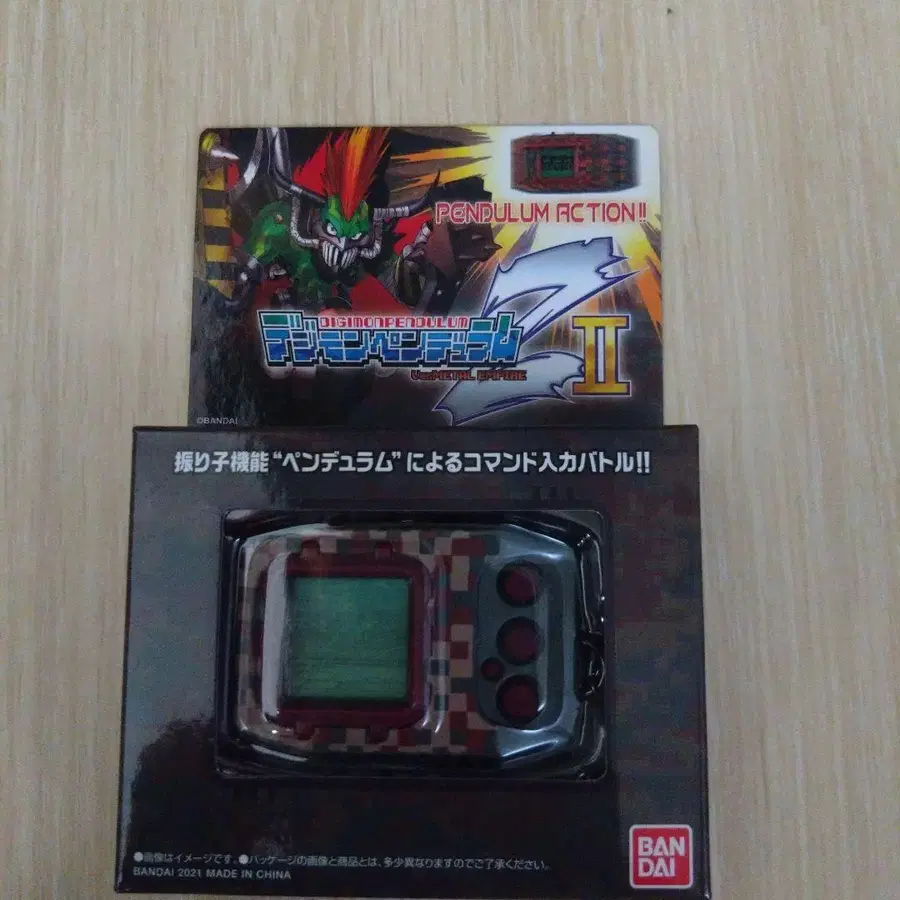 PENDULUM ACTION!!
DIGIMON PENDULUM
デジモンペンデュラム Z II
Ver.METAL EMPIRE
©BANDAI
振り子機能“ペンデュラム”によるコマンド入力バトル!!
●画像はイメージです。●パッケージの画像と商品とは、多少異なりますのでご了承ください。
BANDAI 2021 MADE IN CHINA
BAN
DAI